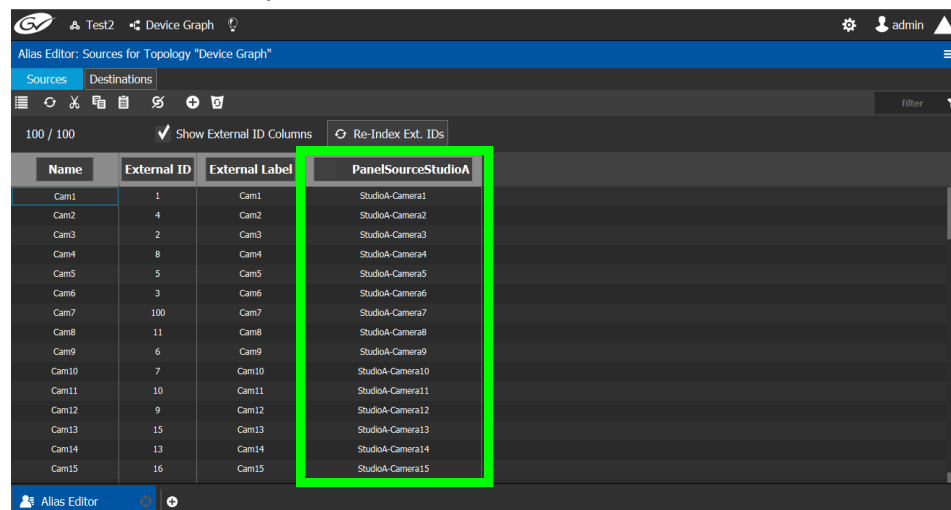 Test2 Device Graph admin
Alias Editor: Sources for Topology "Device Graph"
Sources Destinations
filter
100 / 100 Show External ID Columns Re-Index Ext. IDs
Name External ID External Label PanelSourceStudioA
Cam1 1 Cam1 StudioA-Camera1
Cam2 4 Cam2 StudioA-Camera2
Cam3 2 Cam3 StudioA-Camera3
Cam4 8 Cam4 StudioA-Camera4
Cam5 5 Cam5 StudioA-Camera5
Cam6 3 Cam6 StudioA-Camera6
Cam7 100 Cam7 StudioA-Camera7
Cam8 11 Cam8 StudioA-Camera8
Cam9 6 Cam9 StudioA-Camera9
Cam10 7 Cam10 StudioA-Camera10
Cam11 10 Cam11 StudioA-Camera11
Cam12 9 Cam12 StudioA-Camera12
Cam13 15 Cam13 StudioA-Camera13
Cam14 13 Cam14 StudioA-Camera14
Cam15 16 Cam15 StudioA-Camera15
Alias Editor